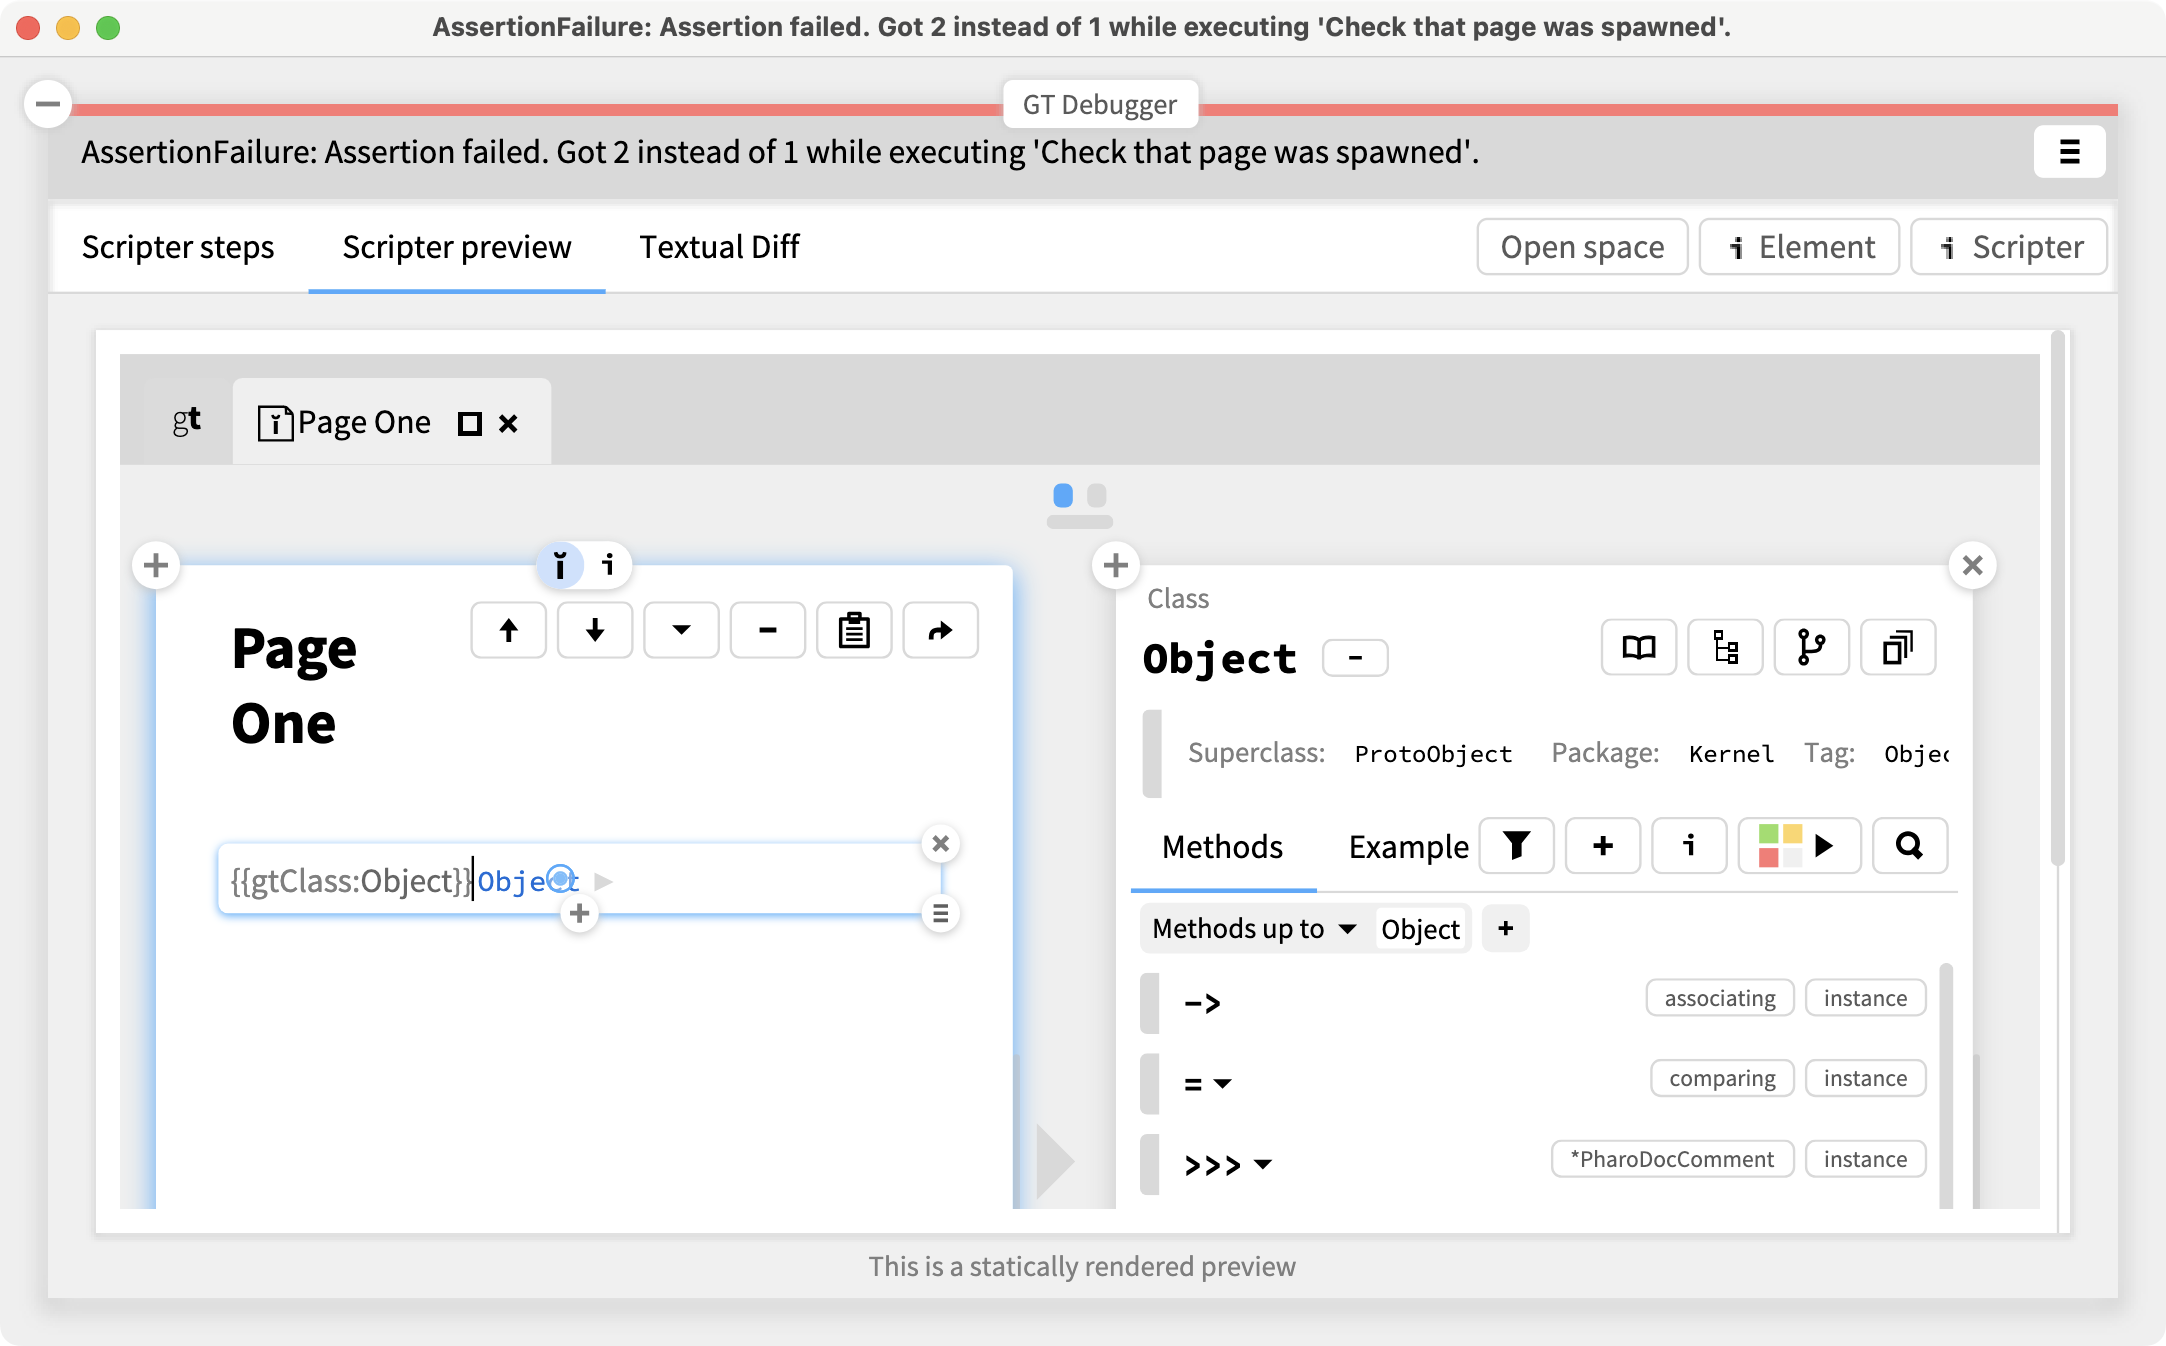 AssertionFailure: Assertion failed. Got 2 instead of 1 while executing 'Check that page was spawned'.
GT Debugger
AssertionFailure: Assertion failed. Got 2 instead of 1 while executing 'Check that page was spawned'.
Scripter steps Scripter preview Textual Diff Open space i Element i Scripter
gt Page One
Page
One
{{gtClass:Object}}Object
Class
Object
Superclass: ProtoObject Package: Kernel Tag: Objec
Methods Example
Methods up to Object +
->
associating instance
=
comparing instance
>>>
*PharoDocComment instance
This is a statically rendered preview